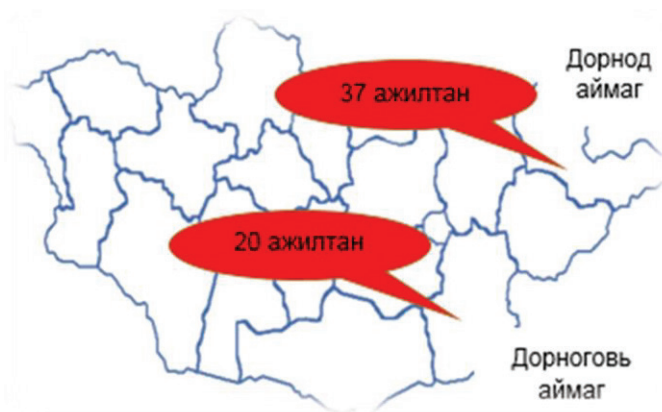 Дорнод
аймаг
37 ажилтан
20 ажилтан
Дорноговь
аймаг